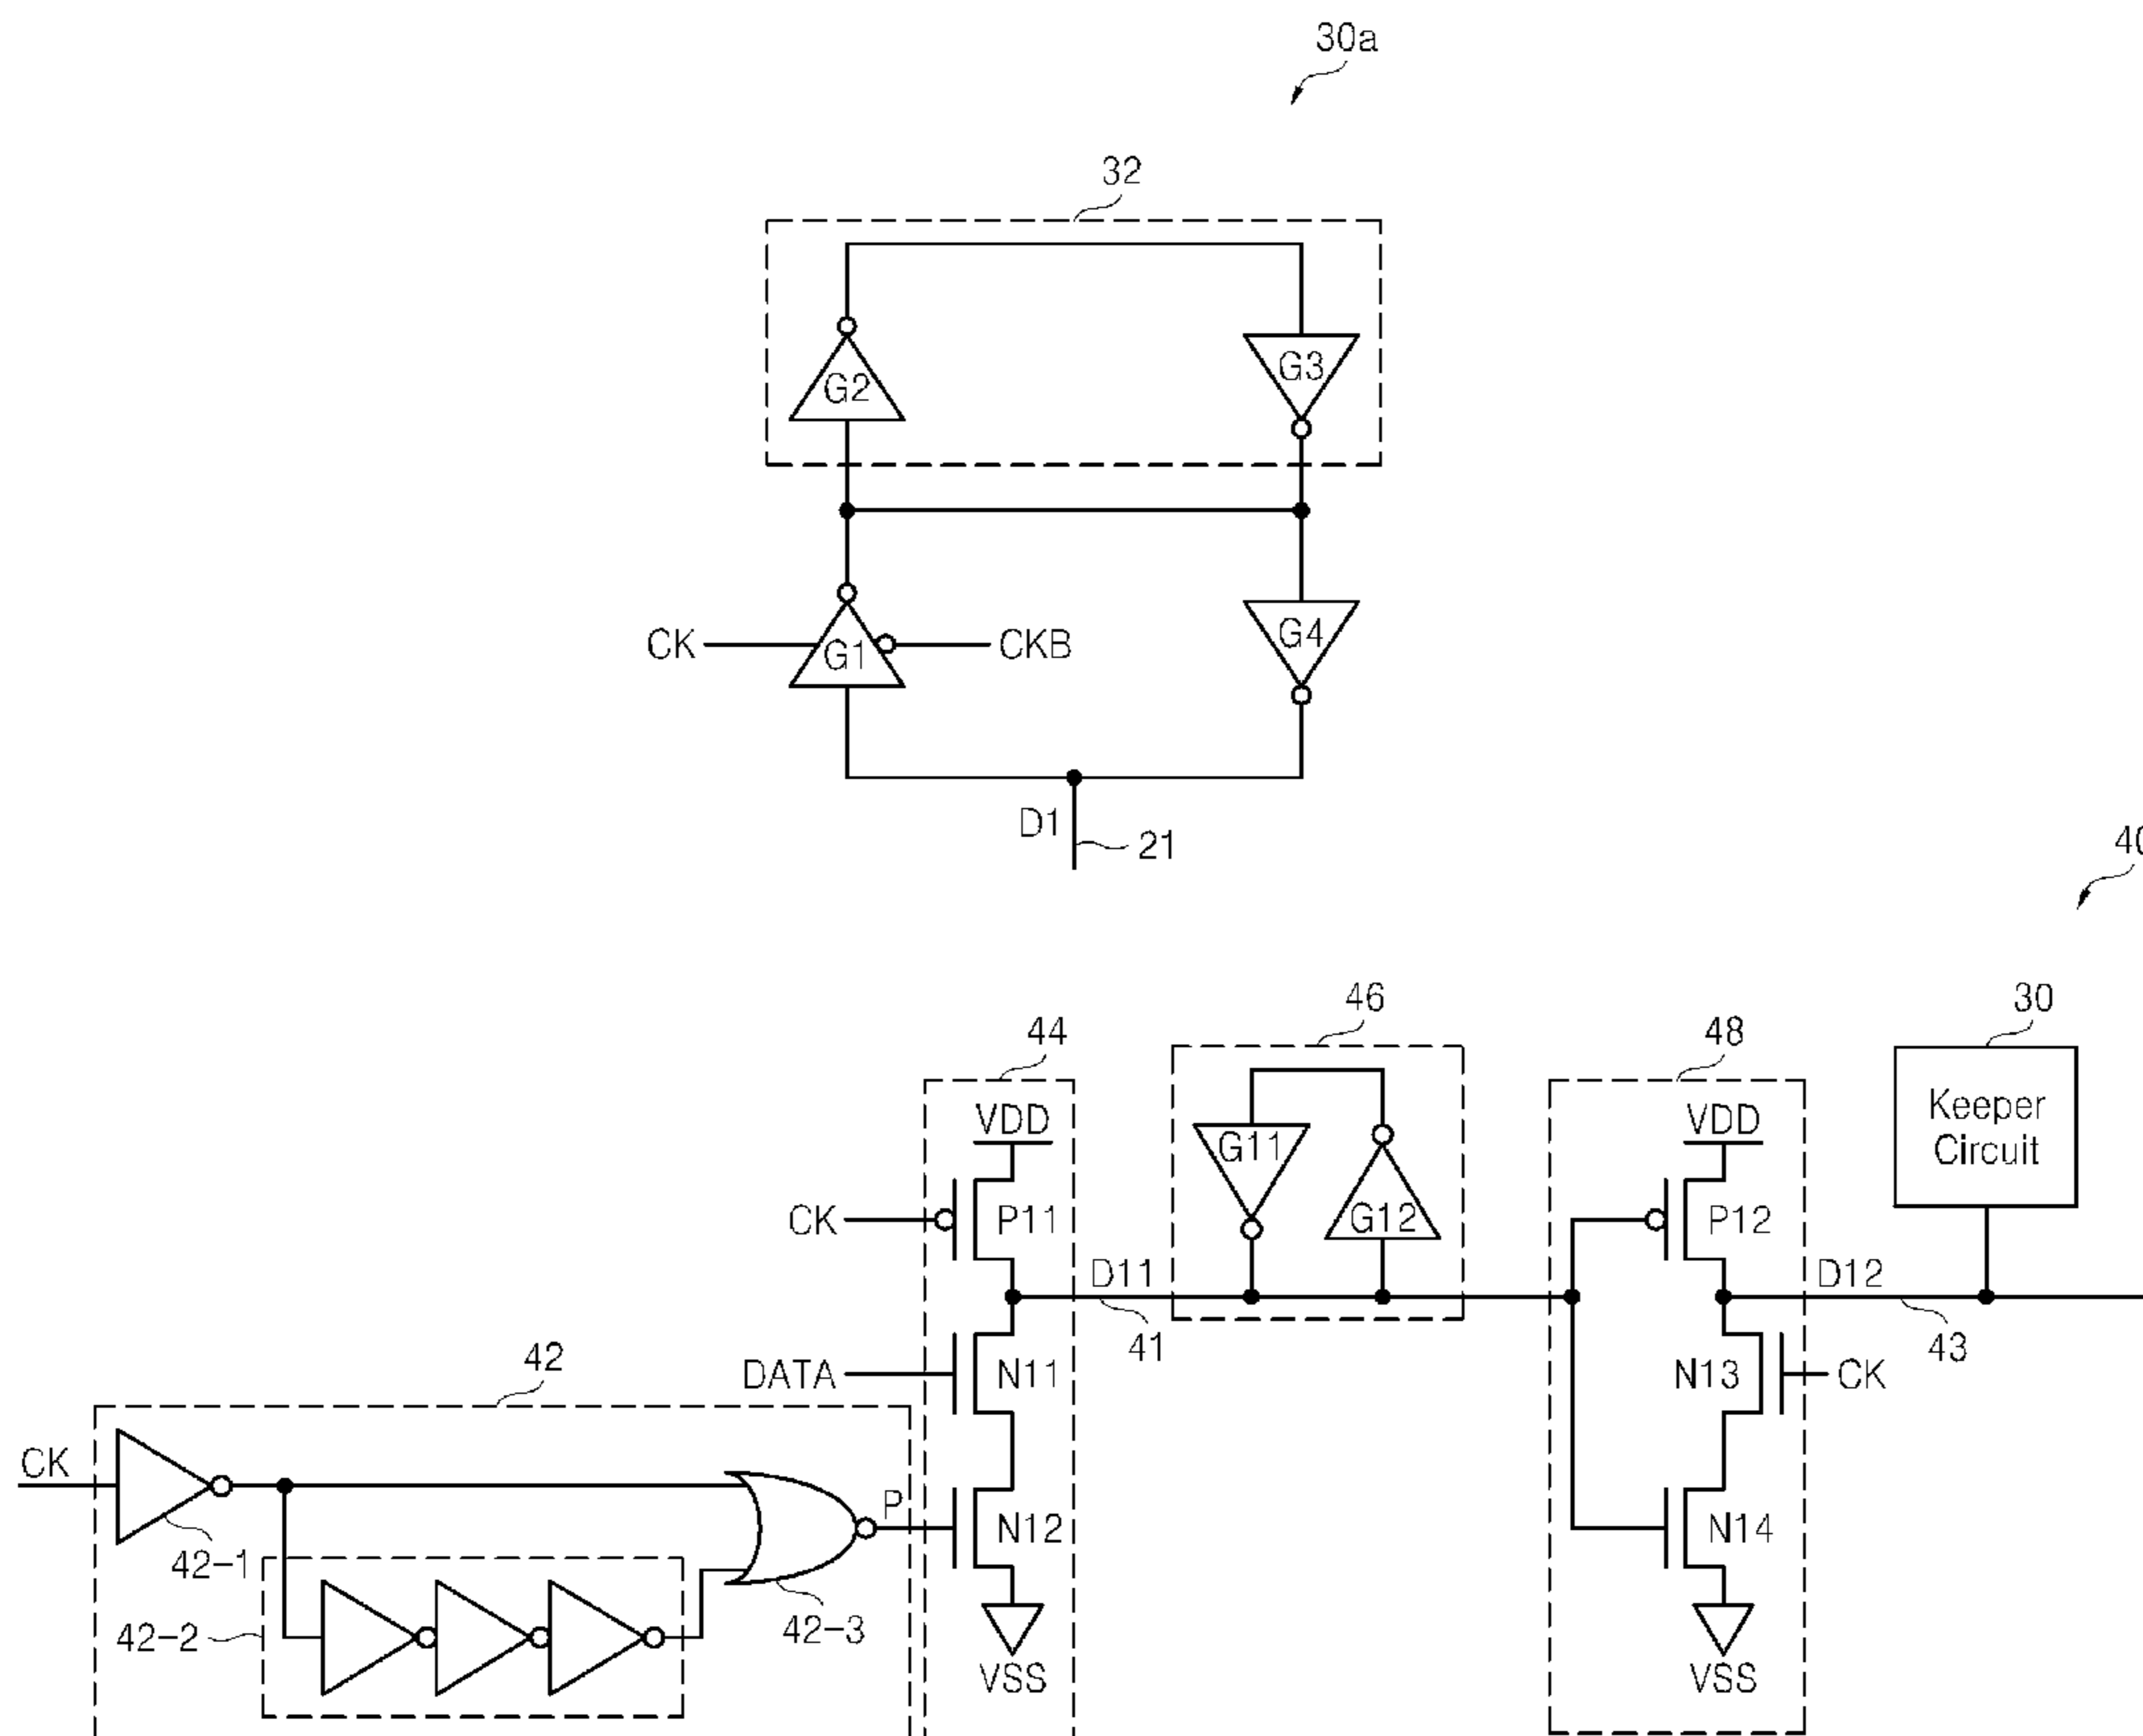 30a
32
G2
G3
CK
G1
CKB
G4
D1
21
40
44
46
48
30
VDD
VDD
Keeper
Circuit
G11
G12
CK
P11
P12
D11
D12
42
41
43
DATA
N11
N13
CK
CK
P
N12
N14
42-1
42-2
42-3
VSS
VSS